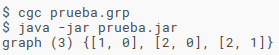 $ cgc prueba.grp
$ java -jar prueba.jar
graph (3) {[1, 0], [2, 0], [2, 1]}